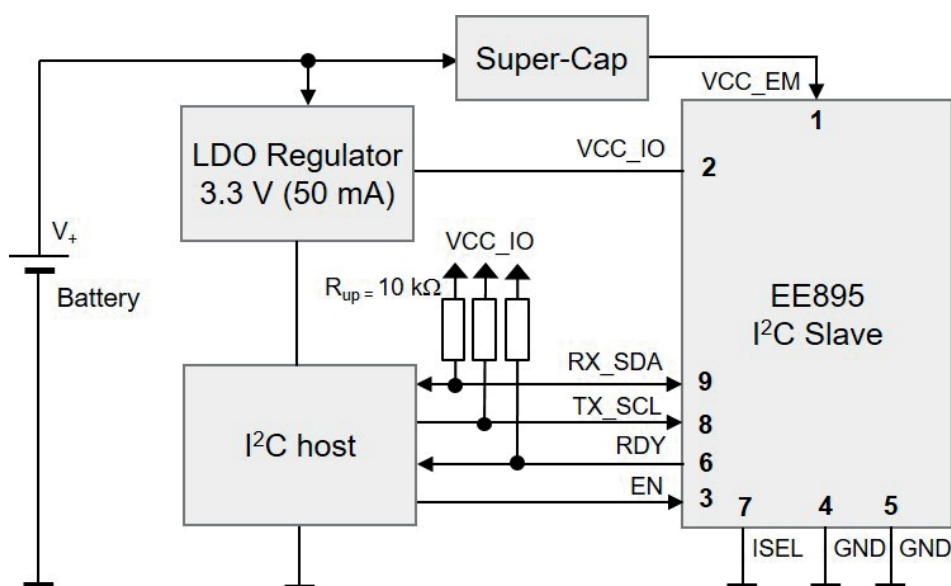 Super-Cap
VCC_EM
1
LDO Regulator
3.3 V (50 mA)
VCC_IO
2
V+
Battery
VCC_IO
Rup = 10 kΩ
EE895
I²C Slave
RX_SDA
9
TX_SCL
8
I²C host
RDY
6
EN
3
7
4
5
ISEL
GND
GND